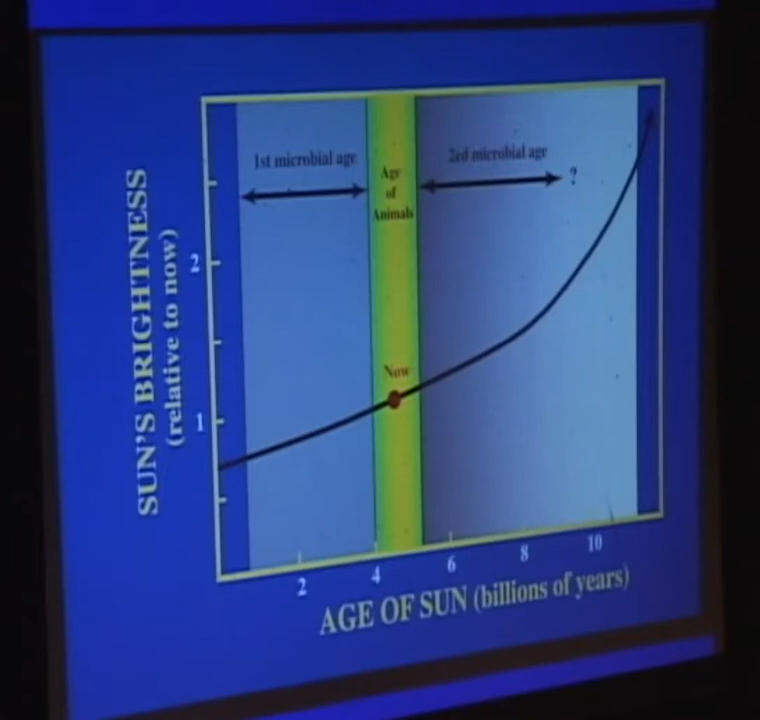 1st microbial age
Age
of
Animals
2ed microbial age
?
SUN'S BRIGHTNESS
(relative to now)
2
1
Now
2
4
6
8
10
AGE OF SUN (billions of years)